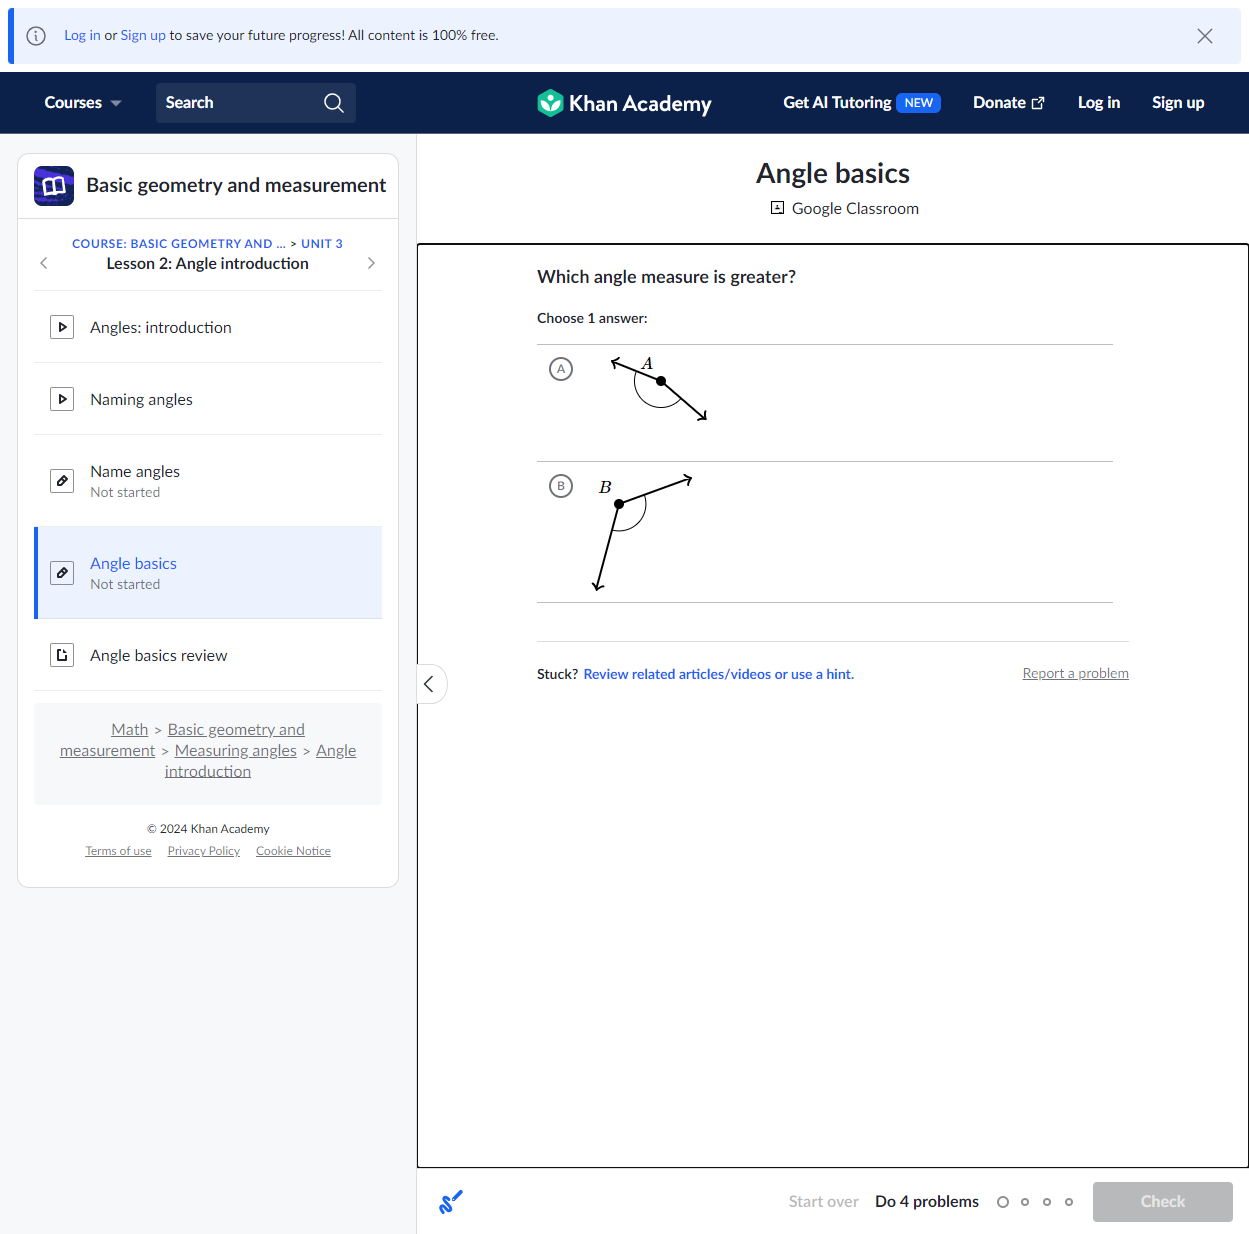 Log in or Sign up to save your future progress! All content is 100% free.
Courses
Search
Khan Academy
Get AI Tutoring NEW
Donate
Log in
Sign up
Basic geometry and measurement
COURSE: BASIC GEOMETRY AND ... > UNIT 3
Lesson 2: Angle introduction
Angles: introduction
Naming angles
Name angles
Not started
Angle basics
Not started
Angle basics review
Math > Basic geometry and
measurement > Measuring angles > Angle
introduction
© 2024 Khan Academy
Terms of use Privacy Policy Cookie Notice
Angle basics
Google Classroom
Which angle measure is greater?
Choose 1 answer:
A
A
B
B
Stuck? Review related articles/videos or use a hint.
Report a problem
Start over
Do 4 problems
Check